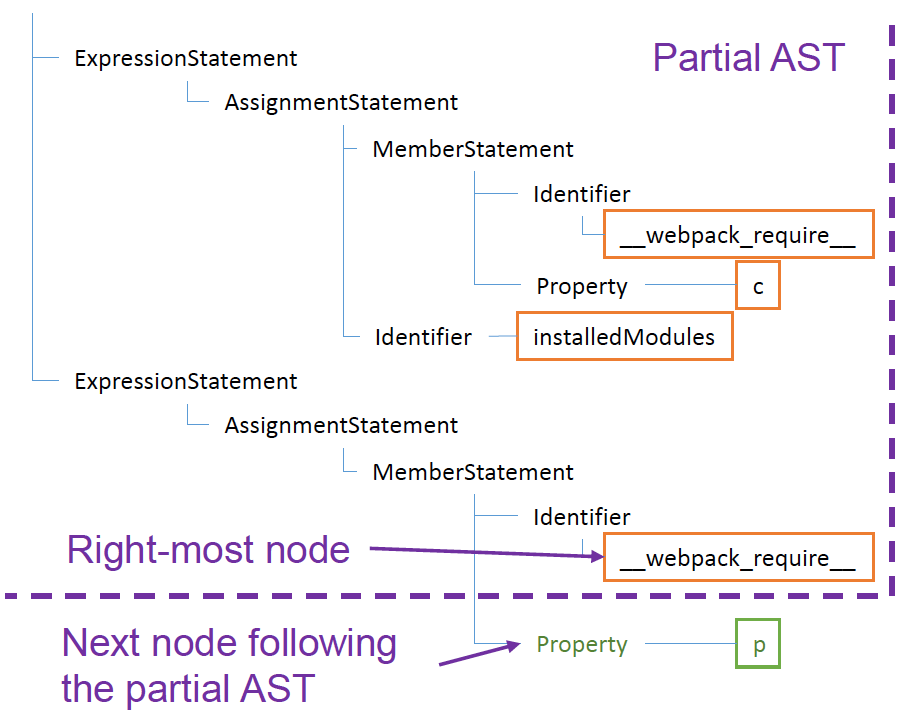 Partial AST
ExpressionStatement
AssignmentStatement
MemberStatement
Identifier
__webpack_require__
Property
c
Identifier
installedModules
ExpressionStatement
AssignmentStatement
MemberStatement
Identifier
Right-most node
__webpack_require__
Next node following
the partial AST
Property
p